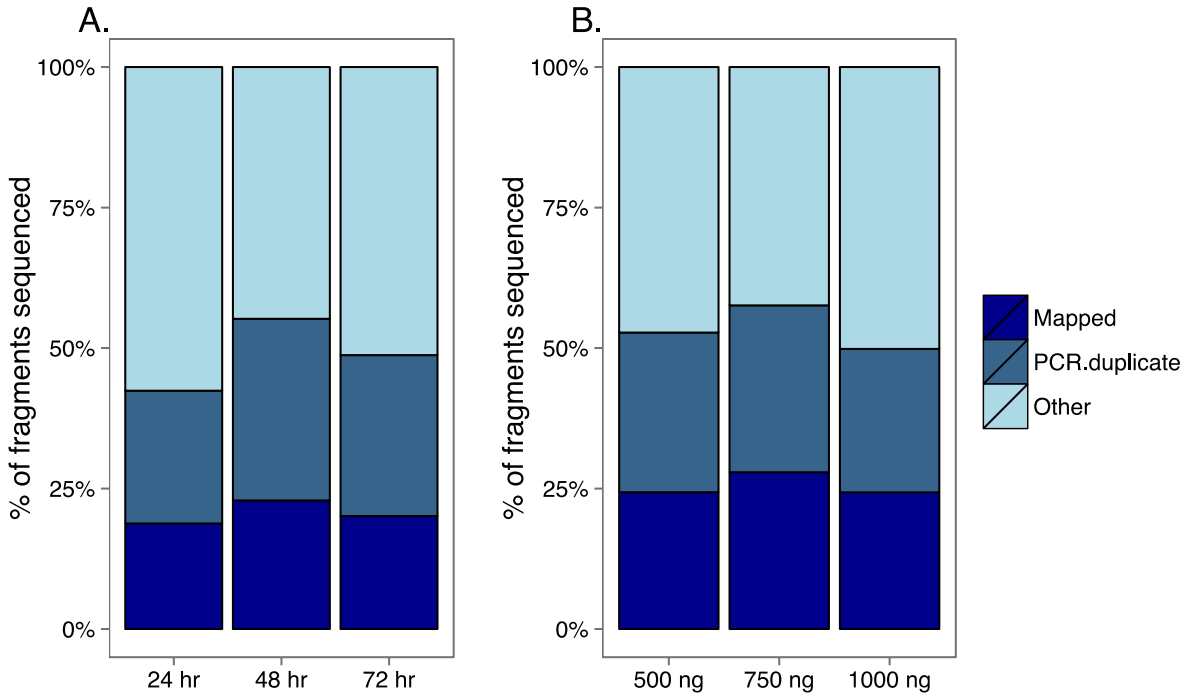 A.
% of fragments sequenced
100%
75%
50%
25%
0%
24 hr
48 hr
72 hr
B.
% of fragments sequenced
100%
75%
50%
25%
0%
500 ng
750 ng
1000 ng
Mapped
PCR.duplicate
Other